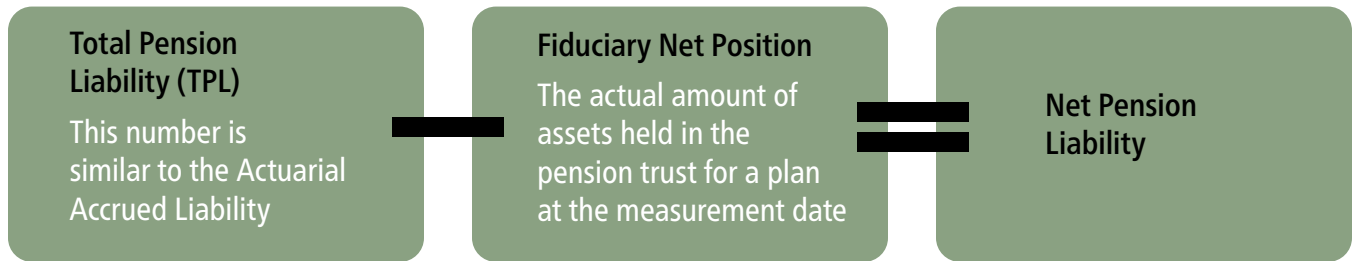 Total Pension
Liability (TPL)
This number is
similar to the Actuarial
Accrued Liability
Fiduciary Net Position
The actual amount of
assets held in the
pension trust for a plan
at the measurement date
Net Pension
Liability